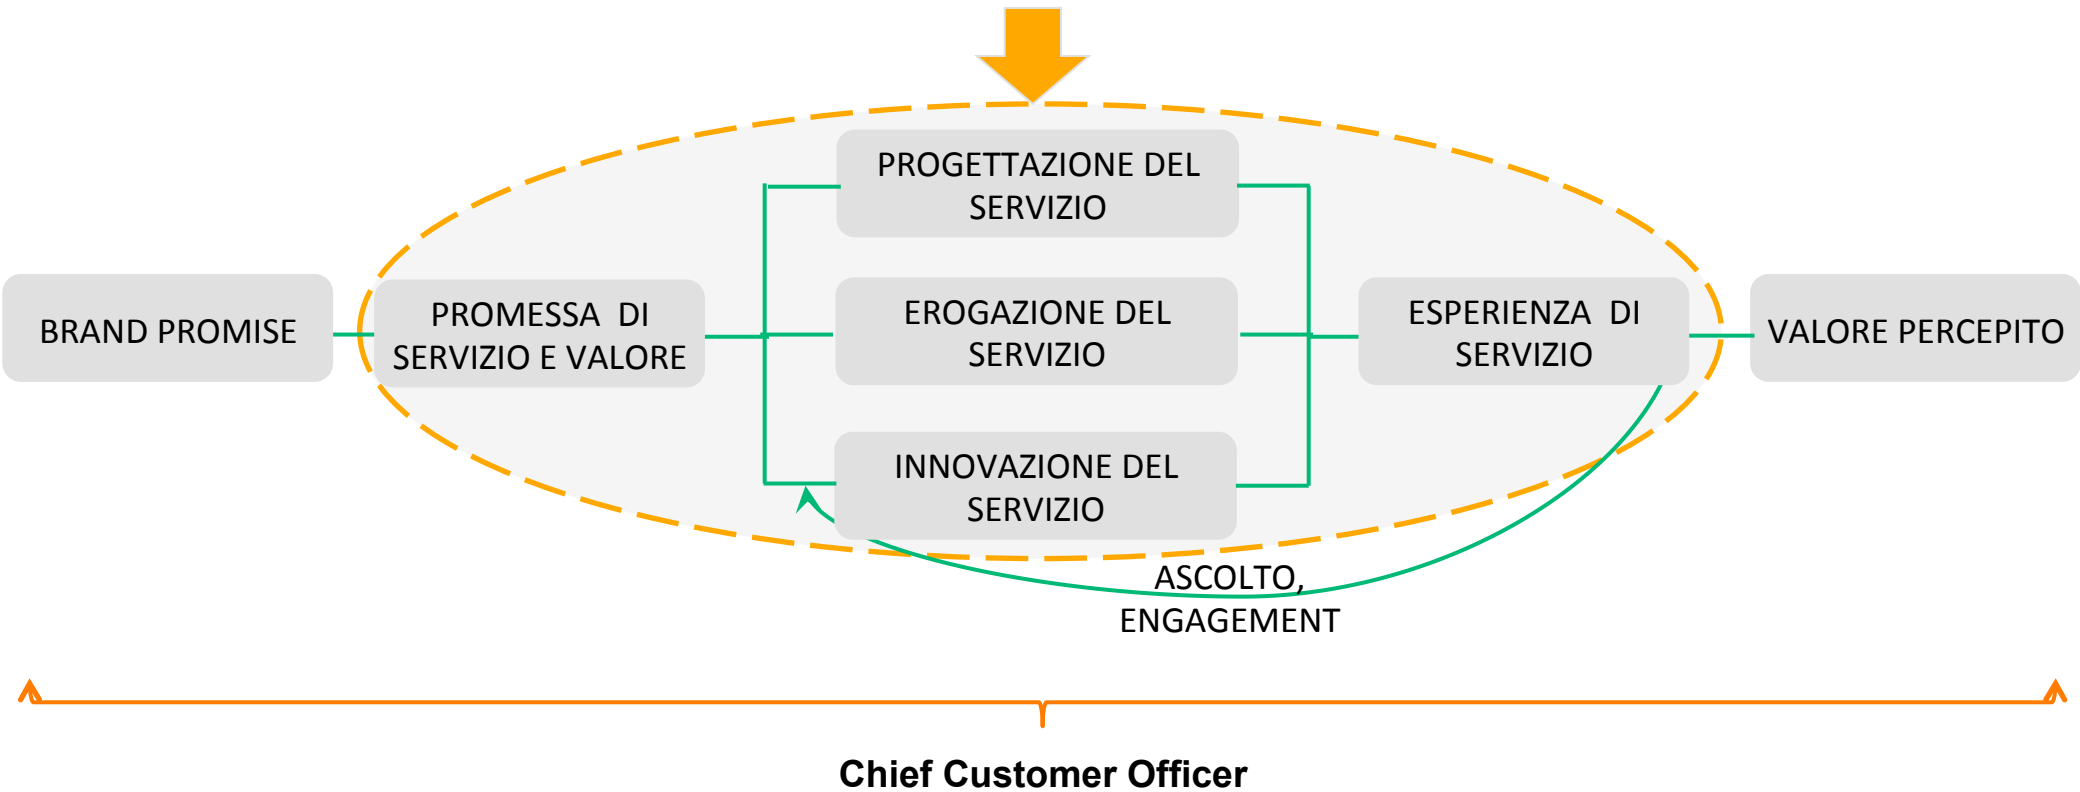 PROGETTAZIONE DEL
SERVIZIO
BRAND PROMISE
PROMESSA DI
SERVIZIO E VALORE
EROGAZIONE DEL
SERVIZIO
ESPERIENZA DI
SERVIZIO
VALORE PERCEPITO
INNOVAZIONE DEL
SERVIZIO
ASCOLTO,
ENGAGEMENT
Chief Customer Officer